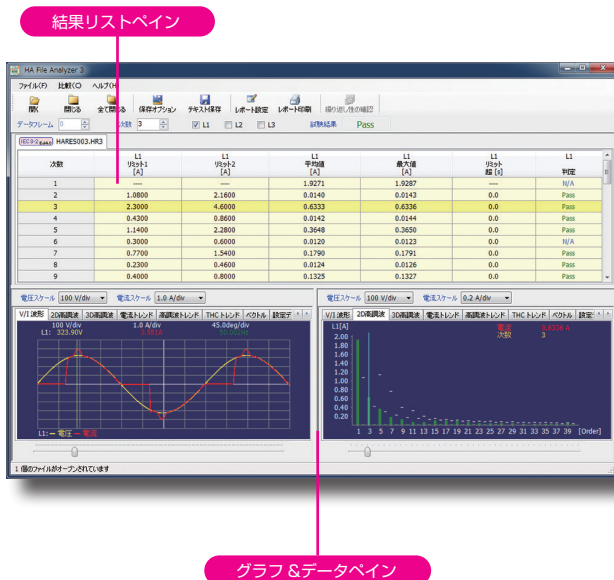 結果リストペイン
HA File Analyzer 3
ファイル(F) 比較(C) ヘルプ(H)
開く 閉じる 全て閉じる 保存オプション テキスト保存 レポート設定 レポート印刷 繰り返し性の確認
データフレーム 0 次数 3 L1 L2 L3 試験結果 Pass
HARES003.HR3
次数 L1 リミット1 [A] L1 リミット2 [A] L1 平均値 [A] L1 最大値 [A] L1 リミット 超 [s] L1 判定
1 ---- ---- 1.9271 1.9287 ---- N/A
2 1.0800 2.1600 0.0140 0.0143 0.0 Pass
3 2.3000 4.6000 0.6333 0.6336 0.0 Pass
4 0.4300 0.8600 0.0142 0.0144 0.0 Pass
5 1.1400 2.2800 0.3648 0.3650 0.0 Pass
6 0.3000 0.6000 0.0120 0.0123 0.0 N/A
7 0.7700 1.5400 0.1790 0.1791 0.0 Pass
8 0.2300 0.4600 0.0124 0.0126 0.0 Pass
9 0.4000 0.8000 0.1325 0.1327 0.0 Pass
電圧スケール 100 V/div 電流スケール 1.0 A/div
V/I 波形 2D高調波 3D高調波 電流トレンド 高調波トレンド THC トレンド ベクトル 設定デ
100 V/div 1.0 A/div 45.0deg/div
L1: 323.90V
L1: 電圧 電流
電圧スケール 100 V/div 電流スケール 0.2 A/div
V/I 波形 2D高調波 3D高調波 電流トレンド 高調波トレンド THC トレンド ベクトル 設定
L1[A] 電流 0.6336 A
次数 3
2.00
1.80
1.60
1.40
1.20
1.00
0.80
0.60
0.40
0.20
1 3 5 7 9 11 13 15 17 19 21 23 25 27 29 31 33 35 37 39 [Order]
1 個のファイルがオープンされています
グラフ&データペイン